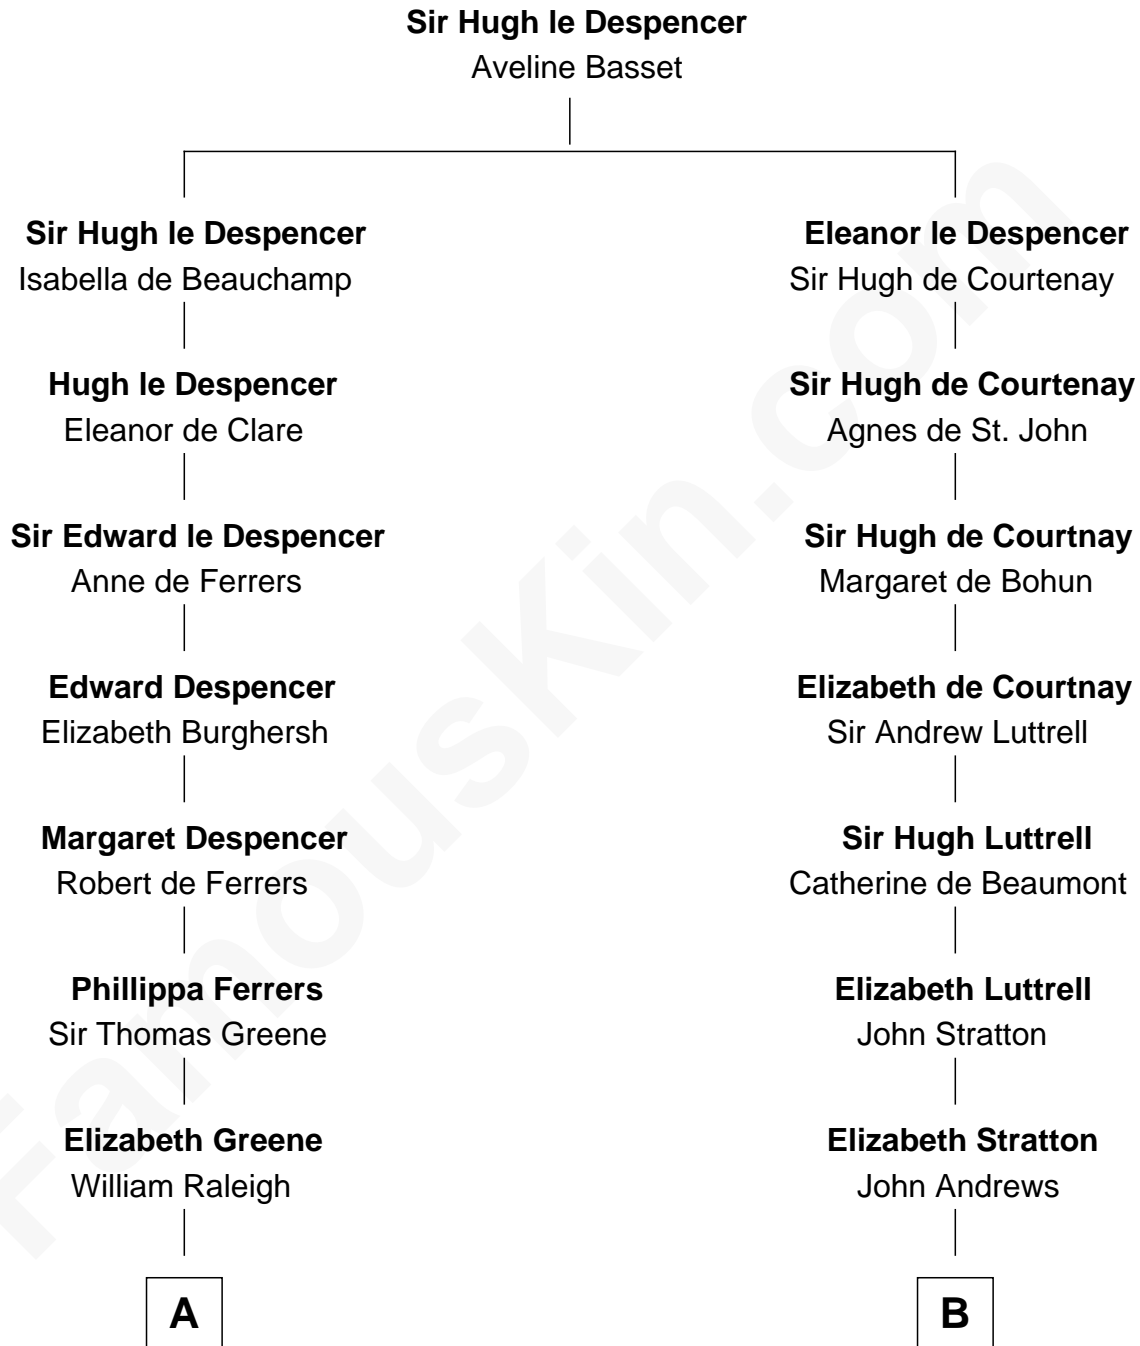 Sir Hugh le Despencer
Aveline Basset
Sir Hugh le Despencer
Isabella de Beauchamp
Eleanor le Despencer
Sir Hugh de Courtenay
Hugh le Despencer
Eleanor de Clare
Sir Hugh de Courtenay
Agnes de St. John
Sir Edward le Despencer
Anne de Ferrers
Sir Hugh de Courtnay
Margaret de Bohun
Edward Despencer
Elizabeth Burghersh
Elizabeth de Courtnay
Sir Andrew Luttrell
Margaret Despencer
Robert de Ferrers
Sir Hugh Luttrell
Catherine de Beaumont
Phillippa Ferrers
Sir Thomas Greene
Elizabeth Luttrell
John Stratton
Elizabeth Greene
William Raleigh
Elizabeth Stratton
John Andrews
A
B
FamousKin.com